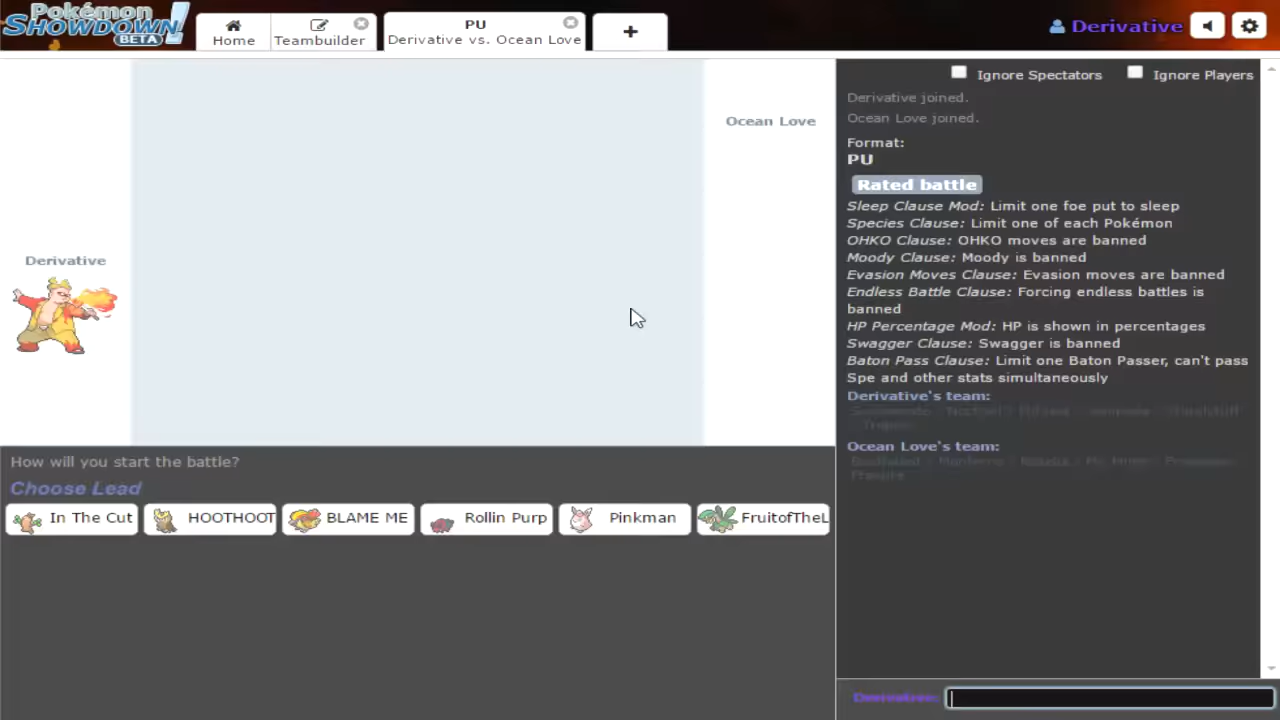 Pokémon
SHOWDOWN!
BETA
Home
Teambuilder
PU
Derivative vs. Ocean Love
+
Derivative
Ocean Love
Derivative
How will you start the battle?
Choose Lead
In The Cut
HOOTHOOT
BLAME ME
Rollin Purp
Pinkman
FruitofTheL
Ignore Spectators
Ignore Players
Derivative joined.
Ocean Love joined.
Format:
PU
Rated battle
Sleep Clause Mod: Limit one foe put to sleep
Species Clause: Limit one of each Pokémon
OHKO Clause: OHKO moves are banned
Moody Clause: Moody is banned
Evasion Moves Clause: Evasion moves are banned
Endless Battle Clause: Forcing endless battles is
banned
HP Percentage Mod: HP is shown in percentages
Swagger Clause: Swagger is banned
Baton Pass Clause: Limit one Baton Passer, can't pass
Spe and other stats simultaneously
Derivative's team:
Ocean Love's team:
Derivative: